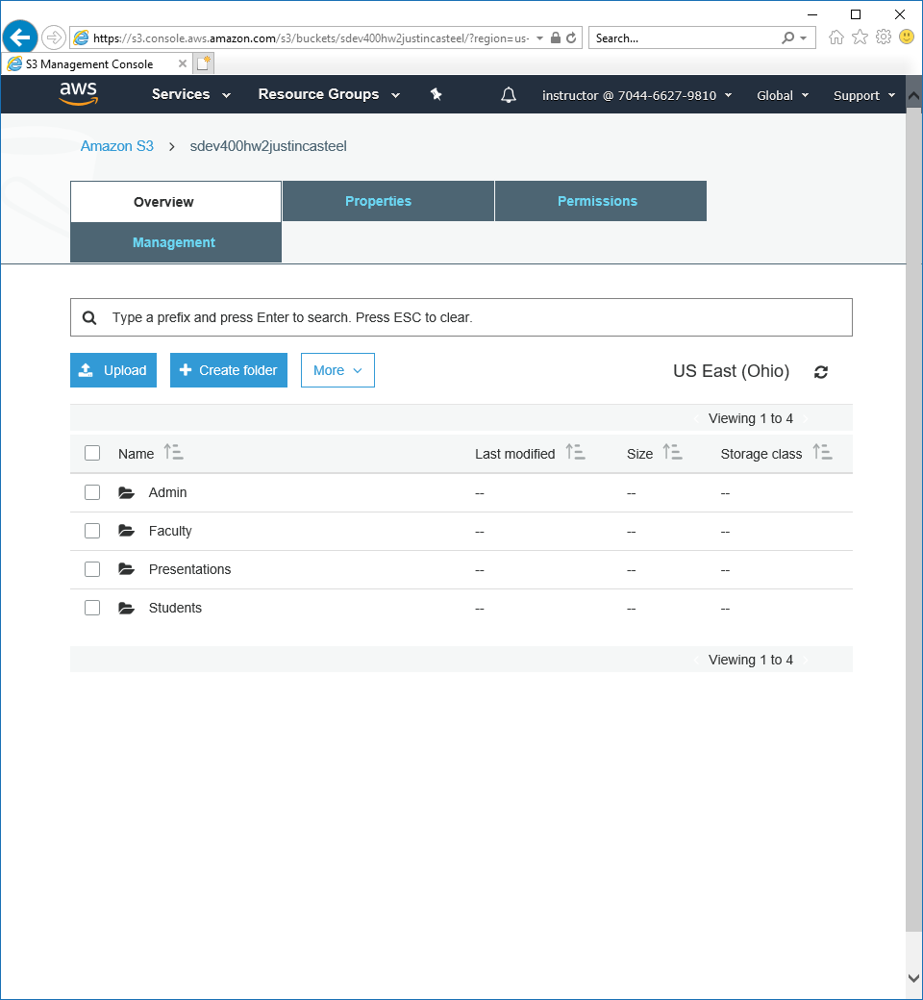 https://s3.console.aws.amazon.com/s3/buckets/sdev400hw2justincasteel/?region=us- Search...
S3 Management Console
aws Services Resource Groups instructor @ 7044-6627-9810 Global Support
Amazon S3 > sdev400hw2justincasteel
Overview Properties Permissions
Management
Type a prefix and press Enter to search. Press ESC to clear.
Upload Create folder More US East (Ohio)
Viewing 1 to 4
Name Last modified Size Storage class
Admin -- -- --
Faculty -- -- --
Presentations -- -- --
Students -- -- --
Viewing 1 to 4